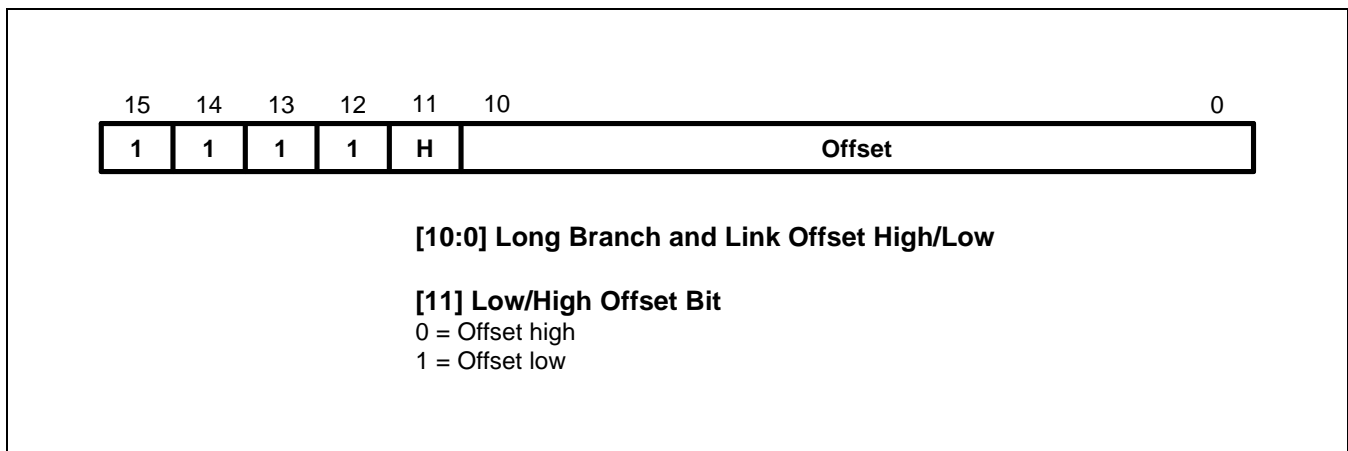 15 14 13 12 11 10 0
1 1 1 1 H Offset
[10:0] Long Branch and Link Offset High/Low
[11] Low/High Offset Bit
0 = Offset high
1 = Offset low